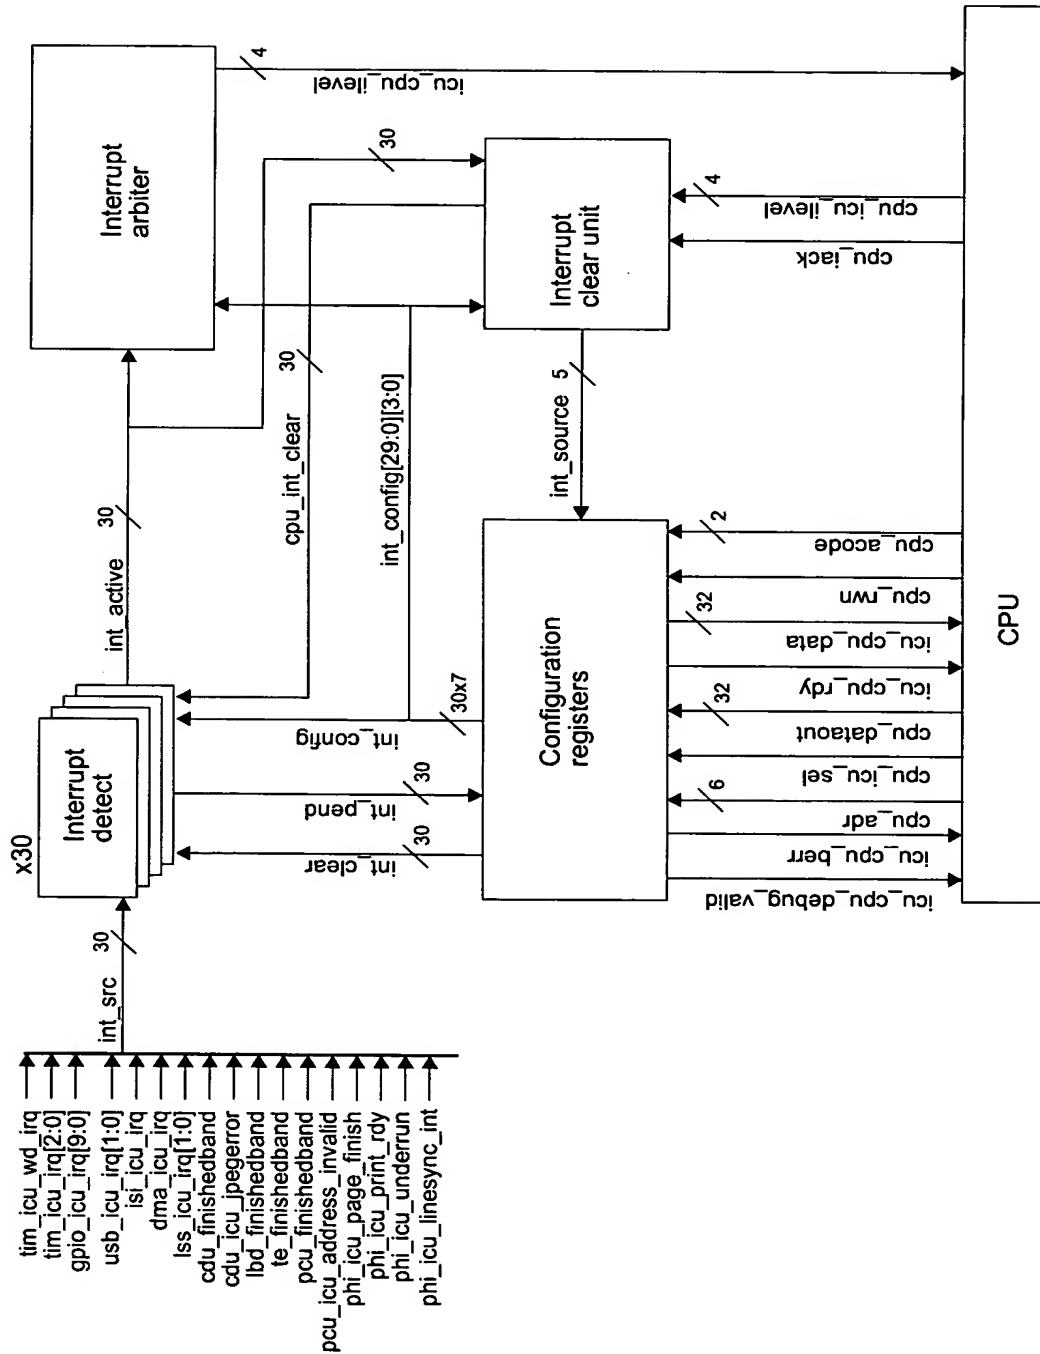 tim_icu_wd_irq
tim_icu_irq[2:0]
gpio_icu_irq[9:0]
usb_icu_irq[1:0]
isi_icu_irq
dma_icu_irq
lss_icu_irq[1:0]
cdu_finishedband
cdu_icu_jpegerror
lbd_finishedband
te_finishedband
pcu_finishedband
pcu_icu_address_invalid
phi_icu_page_finish
phi_icu_print_rdy
phi_icu_underrun
phi_icu_linesync_int
int_src
30
x30
Interrupt
detect
int_active
30
Interrupt
arbiter
4
icu_cpu_ilevel
30
cpu_int_clear
30
int_config[29:0][3:0]
int_clear
30
int_pend
30
int_config
30x7
Configuration
registers
int_source
5
Interrupt
clear unit
cpu_iack
cpu_icu_ilevel
4
icu_cpu_debug_valid
icu_cpu_berr
cpu_adr
6
cpu_icu_sel
cpu_dataout
32
icu_cpu_rdy
icu_cpu_data
32
cpu_rwn
cpu_acode
2
CPU